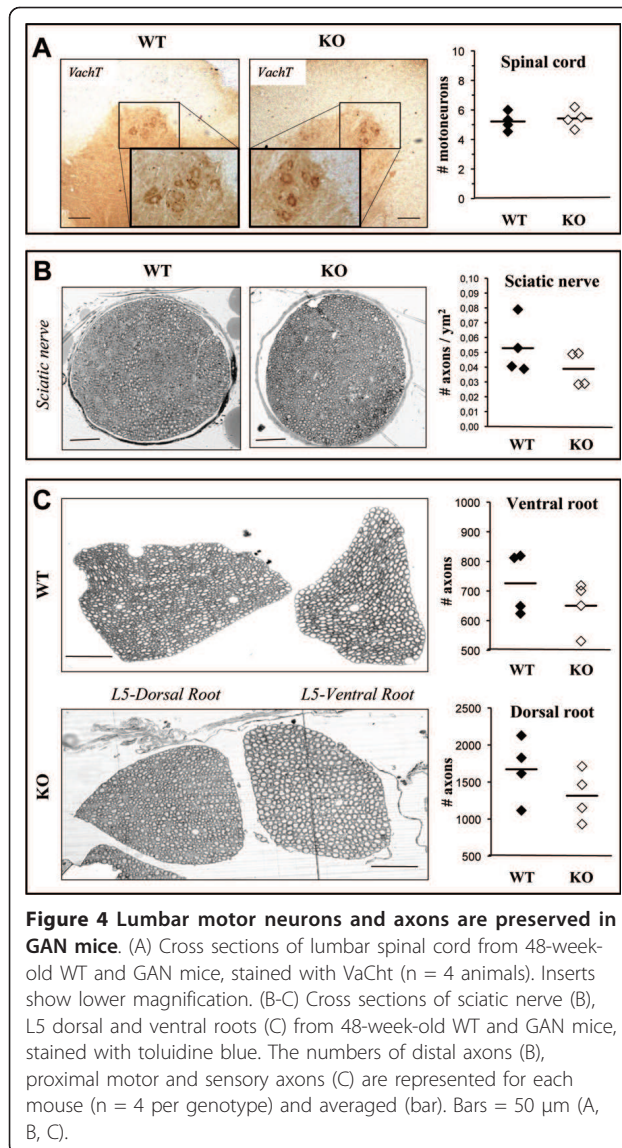 A
WT
KO
VachT
VachT
Spinal cord
# motoneurons
10
8
6
4
2
0
WT
KO
B
WT
KO
Sciatic nerve
Sciatic nerve
# axons / ym²
0,10
0,09
0,08
0,07
0,06
0,05
0,04
0,03
0,02
0,01
0,00
WT
KO
C
WT
Ventral root
# axons
1000
900
800
700
600
500
WT
KO
L5-Dorsal Root
L5-Ventral Root
KO
Dorsal root
# axons
2500
2000
1500
1000
500
WT
KO
Figure 4 Lumbar motor neurons and axons are preserved in
GAN mice. (A) Cross sections of lumbar spinal cord from 48-week-
old WT and GAN mice, stained with VaCht (n = 4 animals). Inserts
show lower magnification. (B-C) Cross sections of sciatic nerve (B),
L5 dorsal and ventral roots (C) from 48-week-old WT and GAN mice,
stained with toluidine blue. The numbers of distal axons (B),
proximal motor and sensory axons (C) are represented for each
mouse (n = 4 per genotype) and averaged (bar). Bars = 50 μm (A,
B, C).